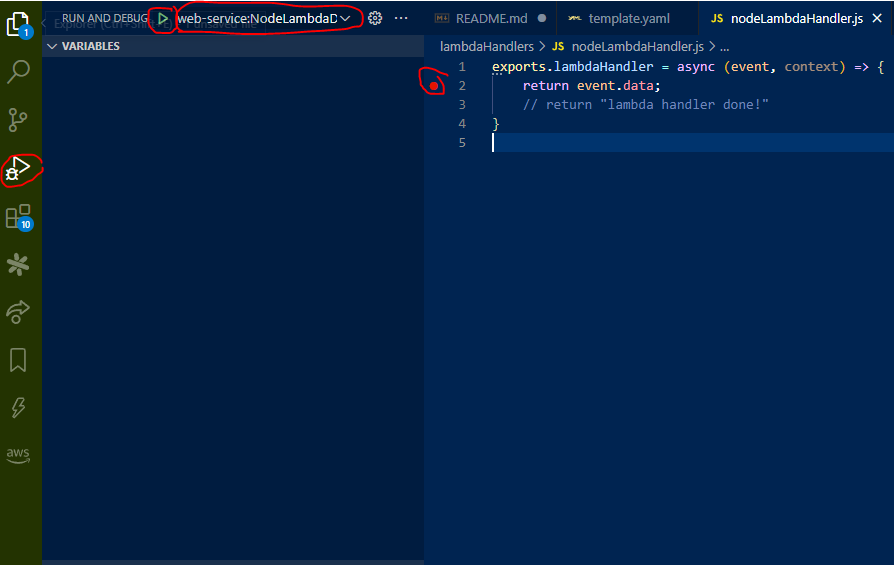 1
RUN AND DEBUG
web-service:NodeLambdaD
...
README.md
template.yaml
JS nodeLambdaHandler.js
VARIABLES
lambdaHandlers > JS nodeLambdaHandler.js > ...
1 exports.lambdaHandler = async (event, context) => {
2 return event.data;
3 // return "lambda handler done!"
4 }
5
10
aws